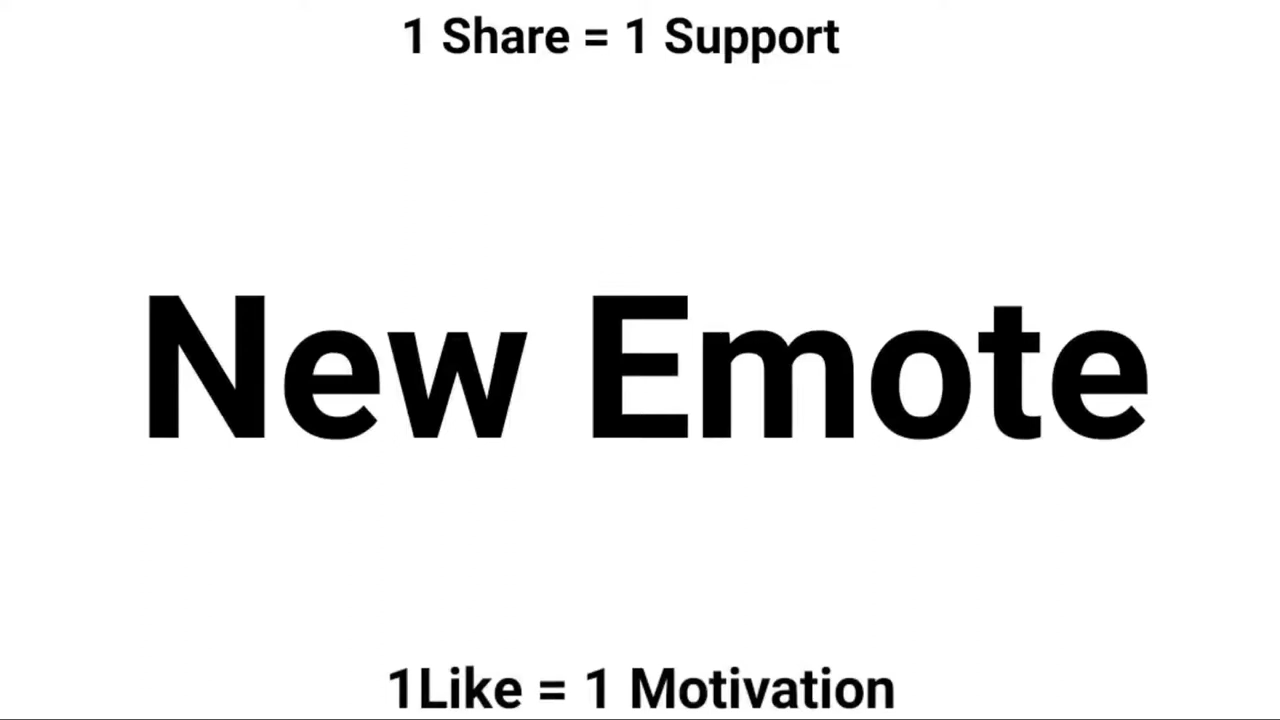 1 Share = 1 Support
New Emote
1Like = 1 Motivation